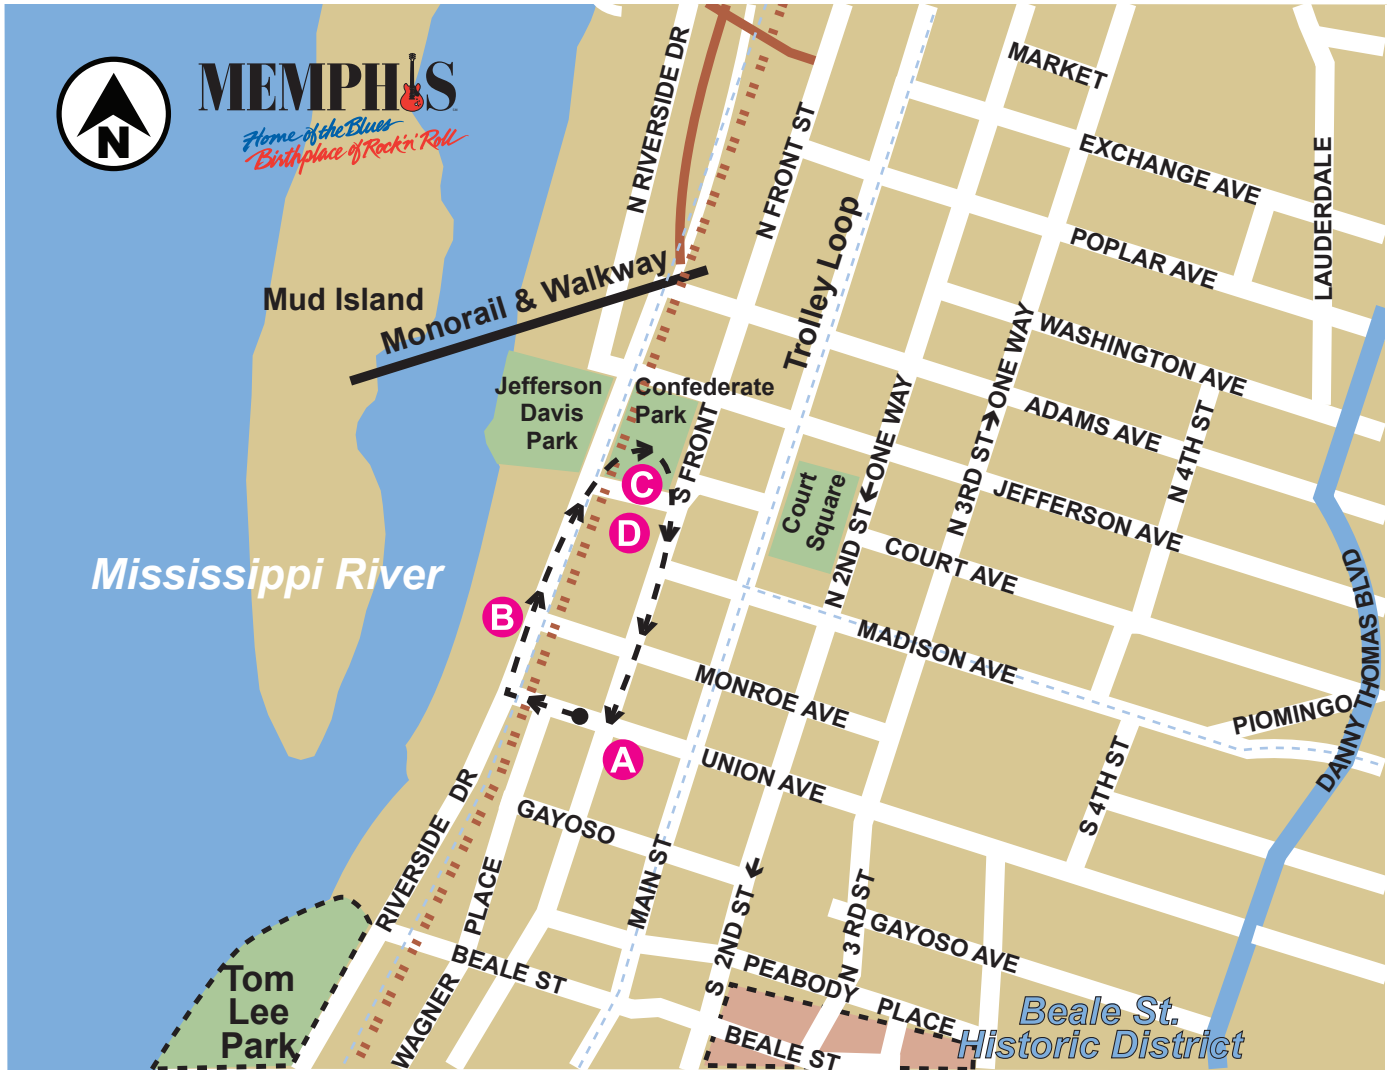 MEMPHIS
Home of the Blues
Birthplace of Rock 'n' Roll
N
N RIVERSIDE DR
N FRONT ST
MARKET
EXCHANGE AVE
LAUDERDALE
POPLAR AVE
Trolley Loop
Mud Island
Monorail & Walkway
WASHINGTON AVE
ONE WAY
ONE WAY
ADAMS AVE
N 4TH ST
Jefferson
Davis
Park
Confederate
Park
S FRONT
C
D
Court
Square
N 2ND ST
N 3RD ST
JEFFERSON AVE
COURT AVE
Mississippi River
B
MADISON AVE
DANNY THOMAS BLVD
MONROE AVE
PIOMINGO
A
UNION AVE
S 4TH ST
GAYOSO
RIVERSIDE DR
MAIN ST
WAGNER PLACE
S 2ND ST
N 3RD ST
GAYOSO AVE
BEALE ST
PEABODY PLACE
Tom
Lee
Park
BEALE ST
Beale St.
Historic District